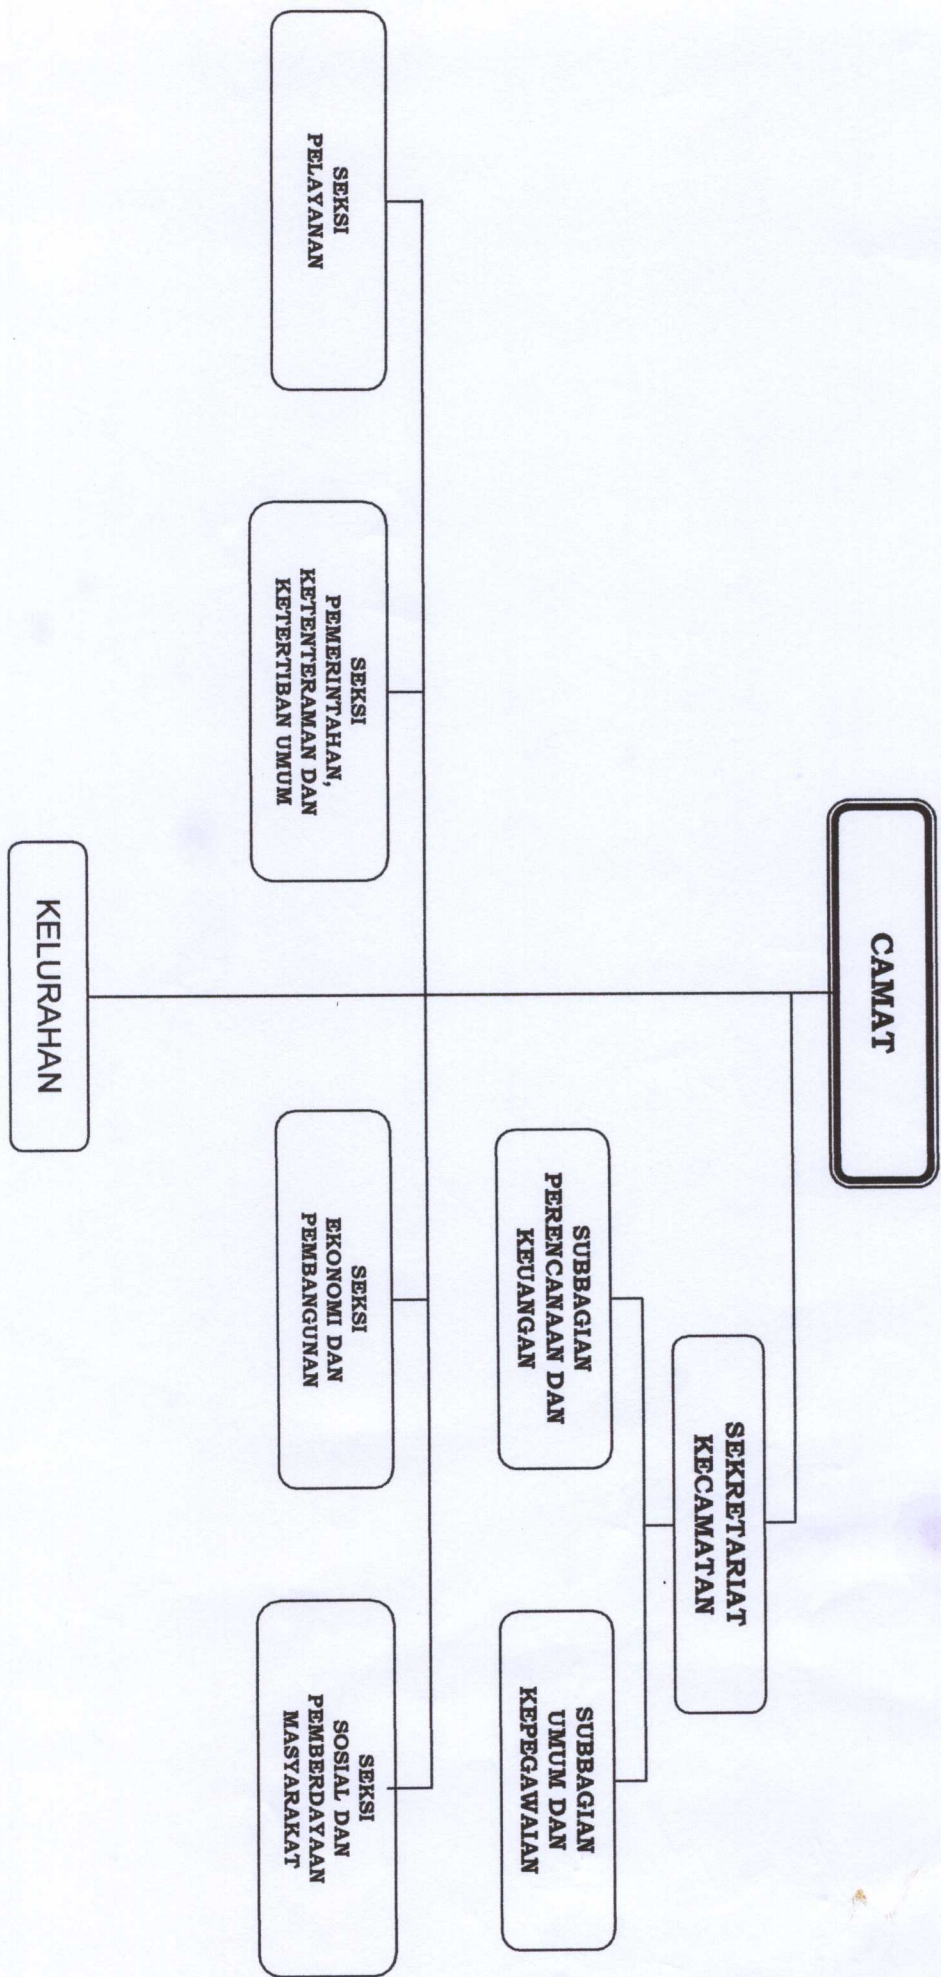 CAMAT
SEKRETARIAT
KECAMATAN
SUBBAGIAN
PERENCANAAN DAN
KEUANGAN
SUBBAGIAN
UMUM DAN
KEPEGAWAIAN
SEKSI
PELAYANAN
SEKSI
PEMERINTAHAN,
KETENTERAMAN DAN
KETERTIBAN UMUM
SEKSI
EKONOMI DAN
PEMBANGUNAN
SEKSI
SOSIAL DAN
PEMBERDAYAAN
MASYARAKAT
KELURAHAN